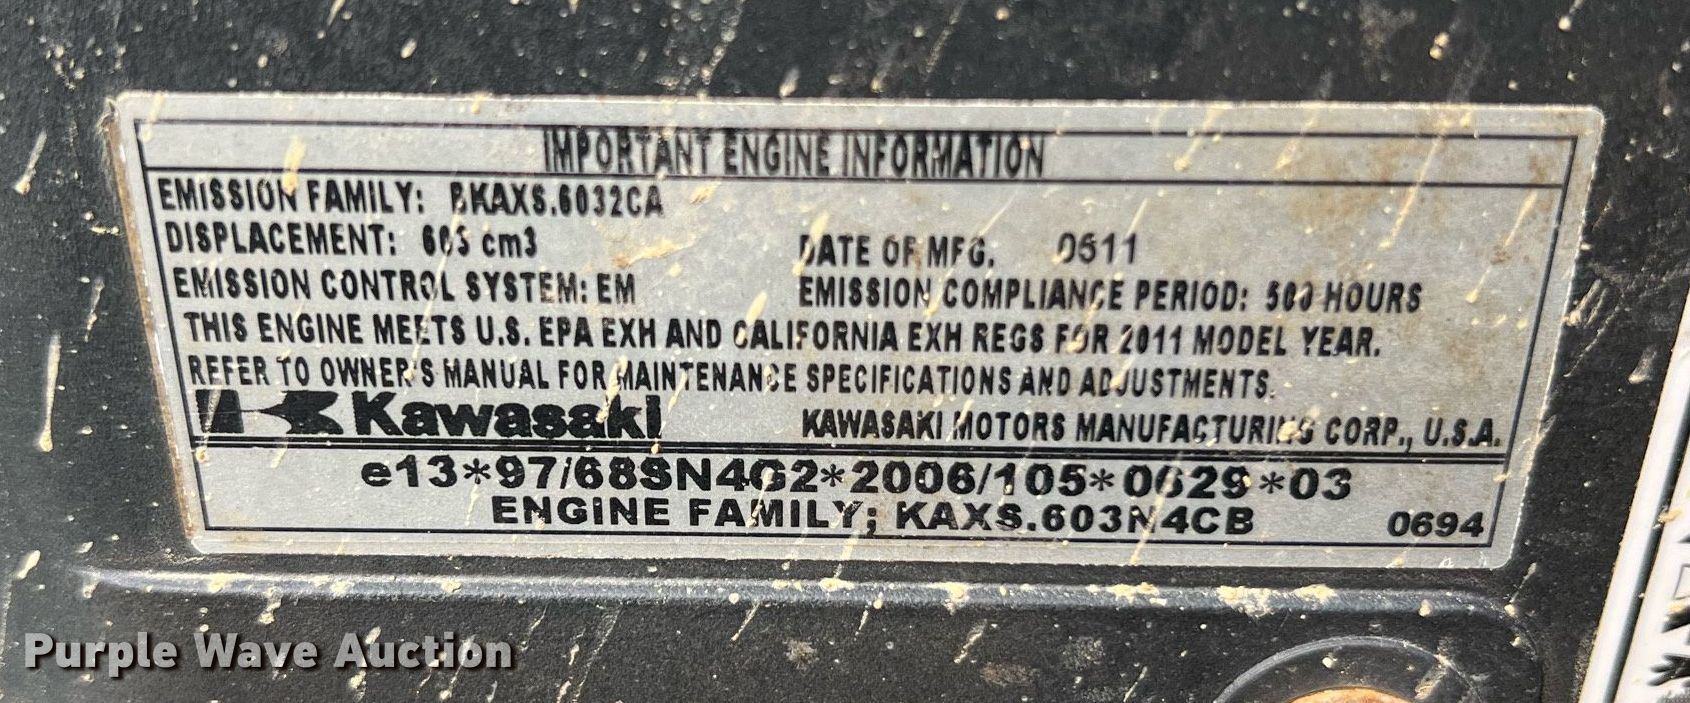 IMPORTANT ENGINE INFORMATION
EMISSION FAMILY: BKAXS.6032CA
DISPLACEMENT: 603 cm3 DATE OF MFG. 0511
EMISSION CONTROL SYSTEM: EM EMISSION COMPLIANCE PERIOD: 500 HOURS
THIS ENGINE MEETS U.S. EPA EXH AND CALIFORNIA EXH REGS FOR 2011 MODEL YEAR.
REFER TO OWNER'S MANUAL FOR MAINTENANCE SPECIFICATIONS AND ADJUSTMENTS.
Kawasaki KAWASAKI MOTORS MANUFACTURING CORP., U.S.A.
e13*97/68SN4G2*2006/105*0629*03
ENGINE FAMILY; KAXS.603N4CB 0694
Purple Wave Auction